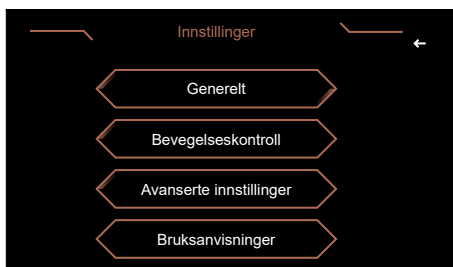 Innstillinger
Generelt
Bevegelseskontroll
Avanserte innstillinger
Bruksanvisninger